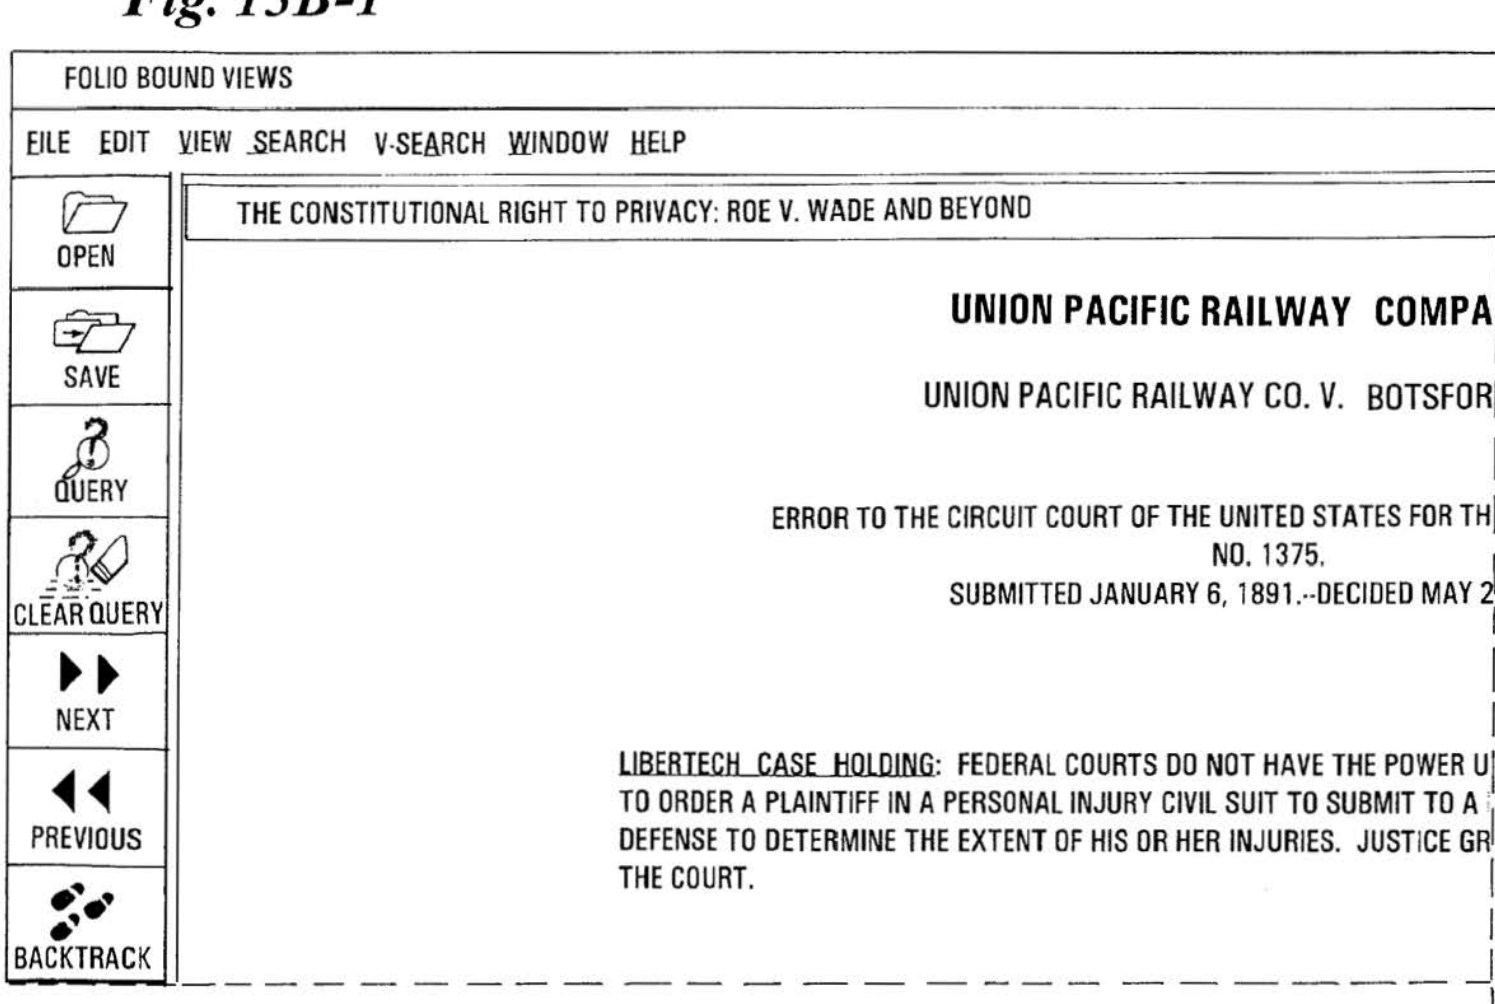 Fig. 13B-1
FOLIO BOUND VIEWS
FILE EDIT VIEW SEARCH V-SEARCH WINDOW HELP
OPEN
SAVE
QUERY
CLEAR QUERY
NEXT
PREVIOUS
BACKTRACK
THE CONSTITUTIONAL RIGHT TO PRIVACY: ROE V. WADE AND BEYOND
UNION PACIFIC RAILWAY COMPA
UNION PACIFIC RAILWAY CO. V. BOTSFOR
ERROR TO THE CIRCUIT COURT OF THE UNITED STATES FOR TH
NO. 1375.
SUBMITTED JANUARY 6, 1891.--DECIDED MAY 2
LIBERTECH CASE HOLDING: FEDERAL COURTS DO NOT HAVE THE POWER U
TO ORDER A PLAINTIFF IN A PERSONAL INJURY CIVIL SUIT TO SUBMIT TO A
DEFENSE TO DETERMINE THE EXTENT OF HIS OR HER INJURIES. JUSTICE GR
THE COURT.